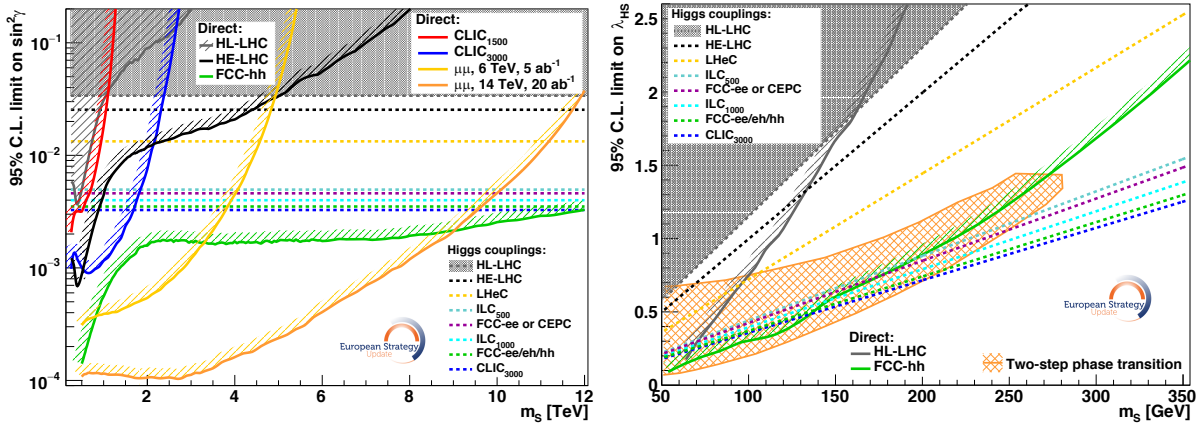 95% C.L. limit on sin²γ
10⁻¹
10⁻²
10⁻³
10⁻⁴
Direct:
HL-LHC
HE-LHC
FCC-hh
Direct:
CLIC₁₅₀₀
CLIC₃₀₀₀
μμ, 6 TeV, 5 ab⁻¹
μμ, 14 TeV, 20 ab⁻¹
Higgs couplings:
HL-LHC
HE-LHC
LHeC
ILC₅₀₀
FCC-ee or CEPC
ILC₁₀₀₀
FCC-ee/eh/hh
CLIC₃₀₀₀
European Strategy
Update
2 4 6 8 10 12
m_S [TeV]
95% C.L. limit on λ_HS
2.5
2
1.5
1
0.5
0
Higgs couplings:
HL-LHC
HE-LHC
LHeC
ILC₅₀₀
FCC-ee or CEPC
ILC₁₀₀₀
FCC-ee/eh/hh
CLIC₃₀₀₀
European Strategy
Update
Direct:
HL-LHC
FCC-hh
Two-step phase transition
50 100 150 200 250 300 350
m_S [GeV]